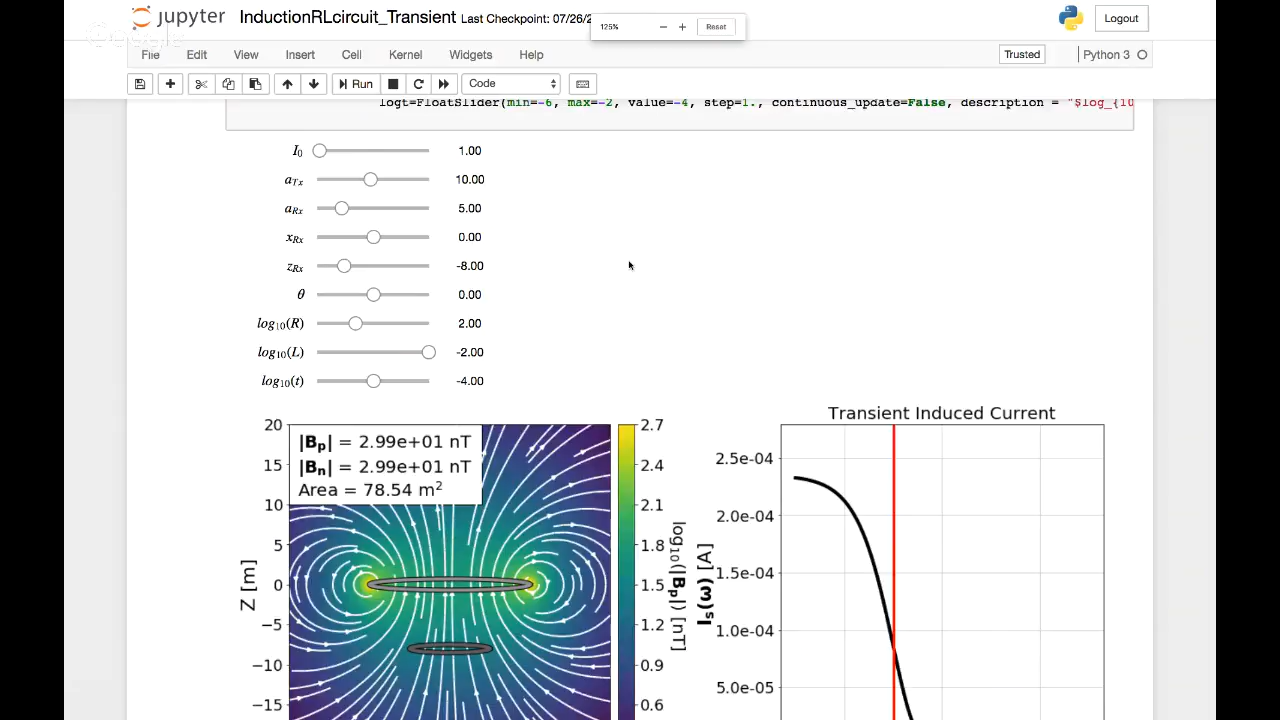 jupyter InductionRLcircuit_Transient Last Checkpoint: 07/26/2
125% − + Reset
Logout
File Edit View Insert Cell Kernel Widgets Help
Trusted Python 3
Run Code
logt=FloatSlider(min=-6, max=-2, value=-4, step=1., continuous_update=False, description = "$log_{10
I0 1.00
aTx 10.00
aRx 5.00
xRx 0.00
zRx -8.00
θ 0.00
log10(R) 2.00
log10(L) -2.00
log10(t) -4.00
Transient Induced Current
|Bp| = 2.99e+01 nT
|Bn| = 2.99e+01 nT
Area = 78.54 m²
Z [m]
20
15
10
5
0
−5
−10
−15
2.7
2.4
2.1
1.8
1.5
1.2
0.9
0.6
log10(|Bp|) [nT]
Is(ω) [A]
2.5e-04
2.0e-04
1.5e-04
1.0e-04
5.0e-05